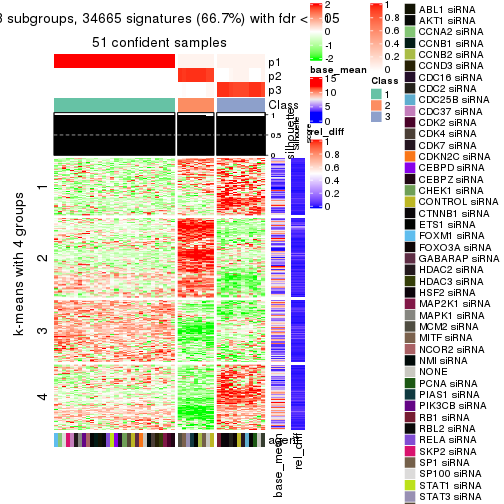 3 subgroups, 34665 signatures (66.7%) with fdr < 0.05
51 confident samples
p1
p2
p3
Class
1
0.5
0
silhouette
k-means with 4 groups
1
2
3
4
agent
base_mean
rel_diff
2
1
0
-1
-2
base_mean
15
10
5
0
rel_diff
1
0.8
0.6
0.4
0.2
0
1
0.8
0.6
0.4
0.2
0
Class
1
2
3
ABL1 siRNA
AKT1 siRNA
CCNA2 siRNA
CCNB1 siRNA
CCNB2 siRNA
CCND3 siRNA
CDC16 siRNA
CDC2 siRNA
CDC25B siRNA
CDC37 siRNA
CDK2 siRNA
CDK4 siRNA
CDK7 siRNA
CDKN2C siRNA
CEBPD siRNA
CEBPZ siRNA
CHEK1 siRNA
CONTROL siRNA
CTNNB1 siRNA
ETS1 siRNA
FOXM1 siRNA
FOXO3A siRNA
GABARAP siRNA
HDAC2 siRNA
HDAC3 siRNA
HSF2 siRNA
MAP2K1 siRNA
MAPK1 siRNA
MCM2 siRNA
MITF siRNA
NCOR2 siRNA
NMI siRNA
NONE
PCNA siRNA
PIAS1 siRNA
PIK3CB siRNA
RB1 siRNA
RBL2 siRNA
RELA siRNA
SKP2 siRNA
SP1 siRNA
SP100 siRNA
STAT1 siRNA
STAT3 siRNA